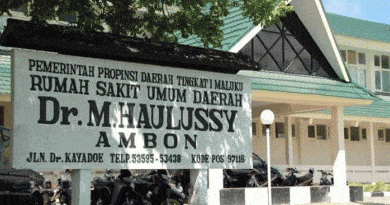 PEMERINTAH PROPINSI DAERAH TINGKAT I MALUKU
RUMAH SAKIT UMUM DAERAH
Dr. M. HAULUSSY
AMBON
JLN. Dr. KAYADOE TELP. 53595-53438 KODE POS 97116